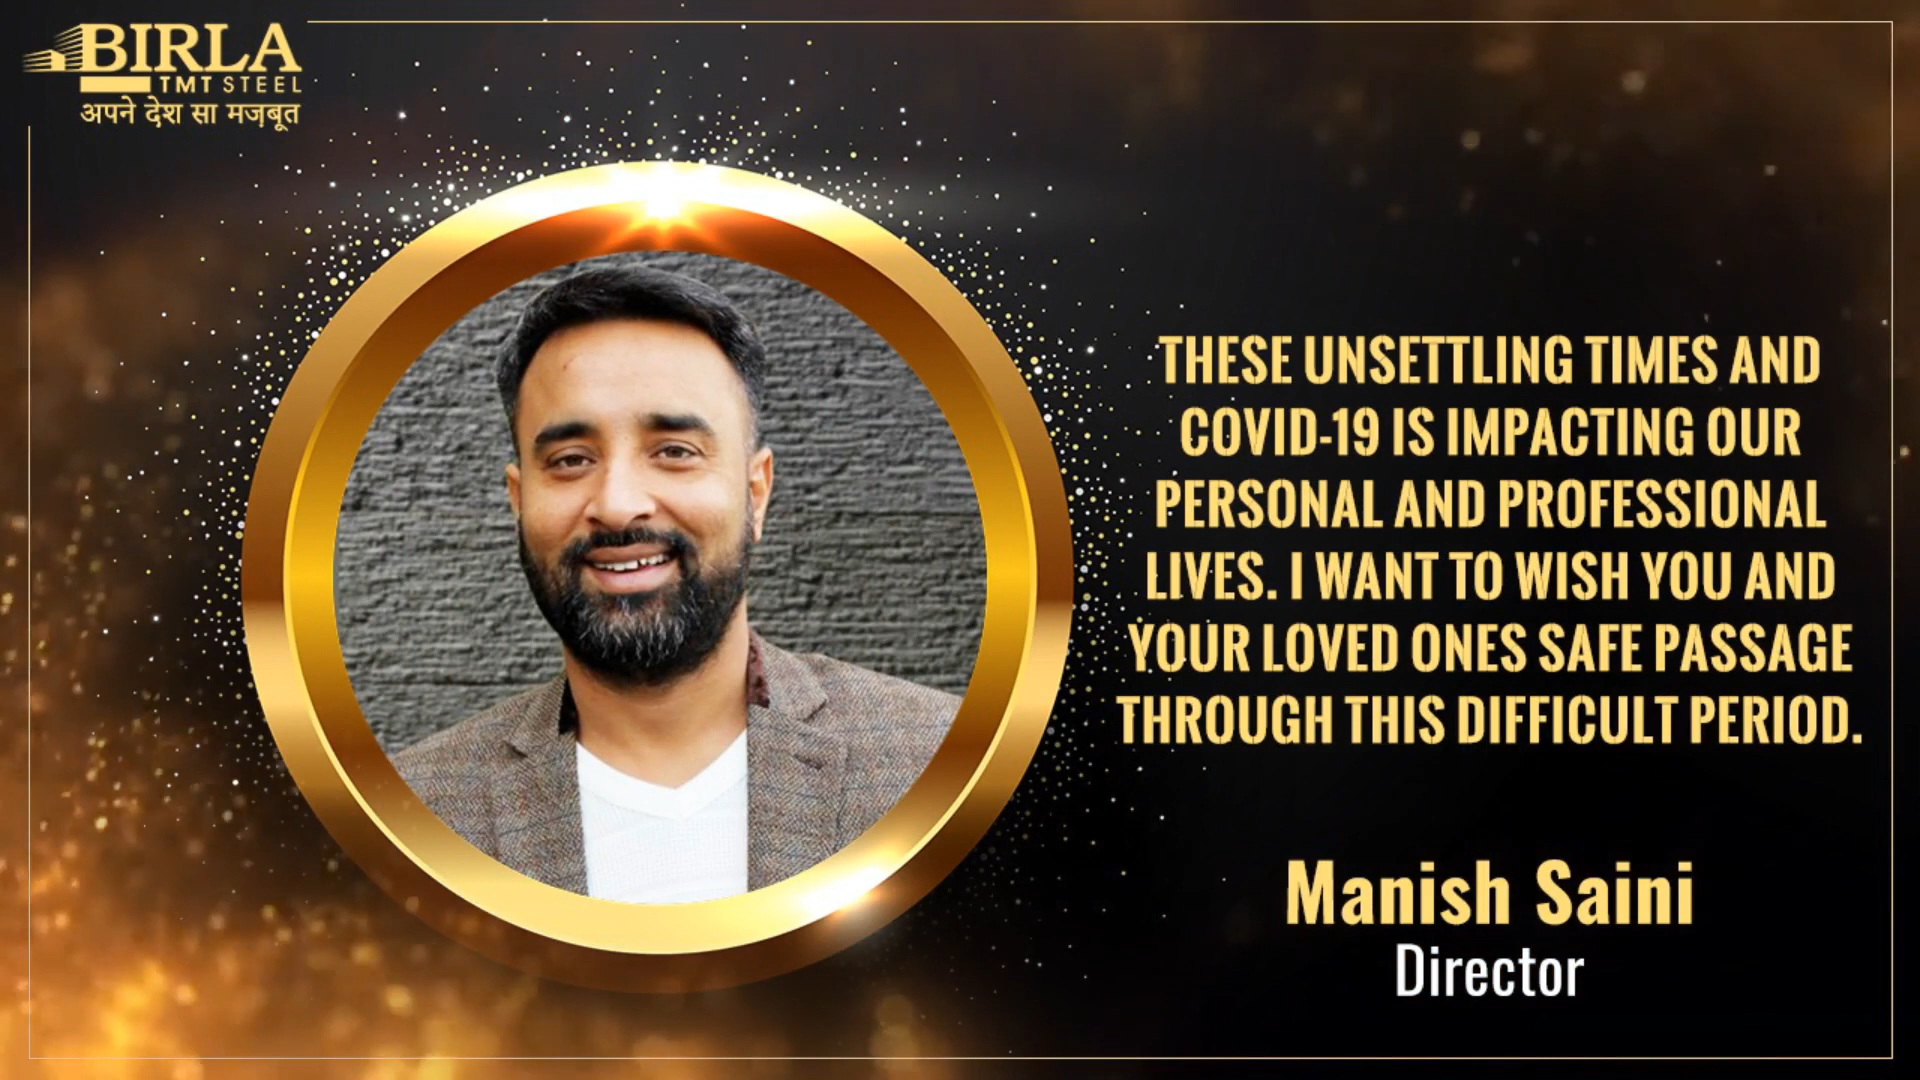 BIRLA
TMT STEEL
अपने देश सा मज़बूत
THESE UNSETTLING TIMES AND
COVID-19 IS IMPACTING OUR
PERSONAL AND PROFESSIONAL
LIVES. I WANT TO WISH YOU AND
YOUR LOVED ONES SAFE PASSAGE
THROUGH THIS DIFFICULT PERIOD.
Manish Saini
Director